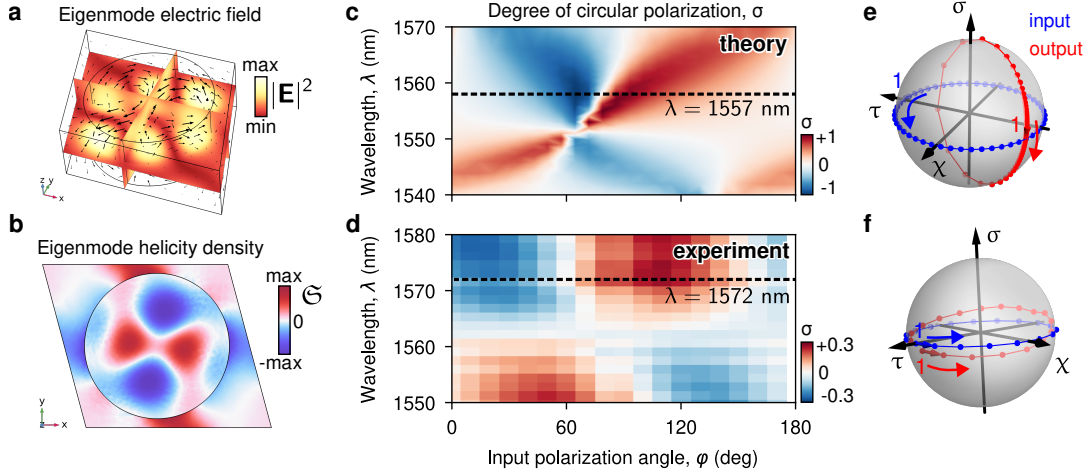 a
Eigenmode electric field
max
|E|²
min
z y
x
b
Eigenmode helicity density
max
𝔖
0
-max
y
z x
c
Degree of circular polarization, σ
Wavelength, λ (nm)
1570
1560
1550
1540
theory
λ = 1557 nm
σ
+1
0
-1
d
Wavelength, λ (nm)
1580
1570
1560
1550
experiment
λ = 1572 nm
σ
+0.3
0
-0.3
0
60
120
180
Input polarization angle, φ (deg)
e
σ
input
output
1
τ
1
χ
f
σ
1
τ
1
χ